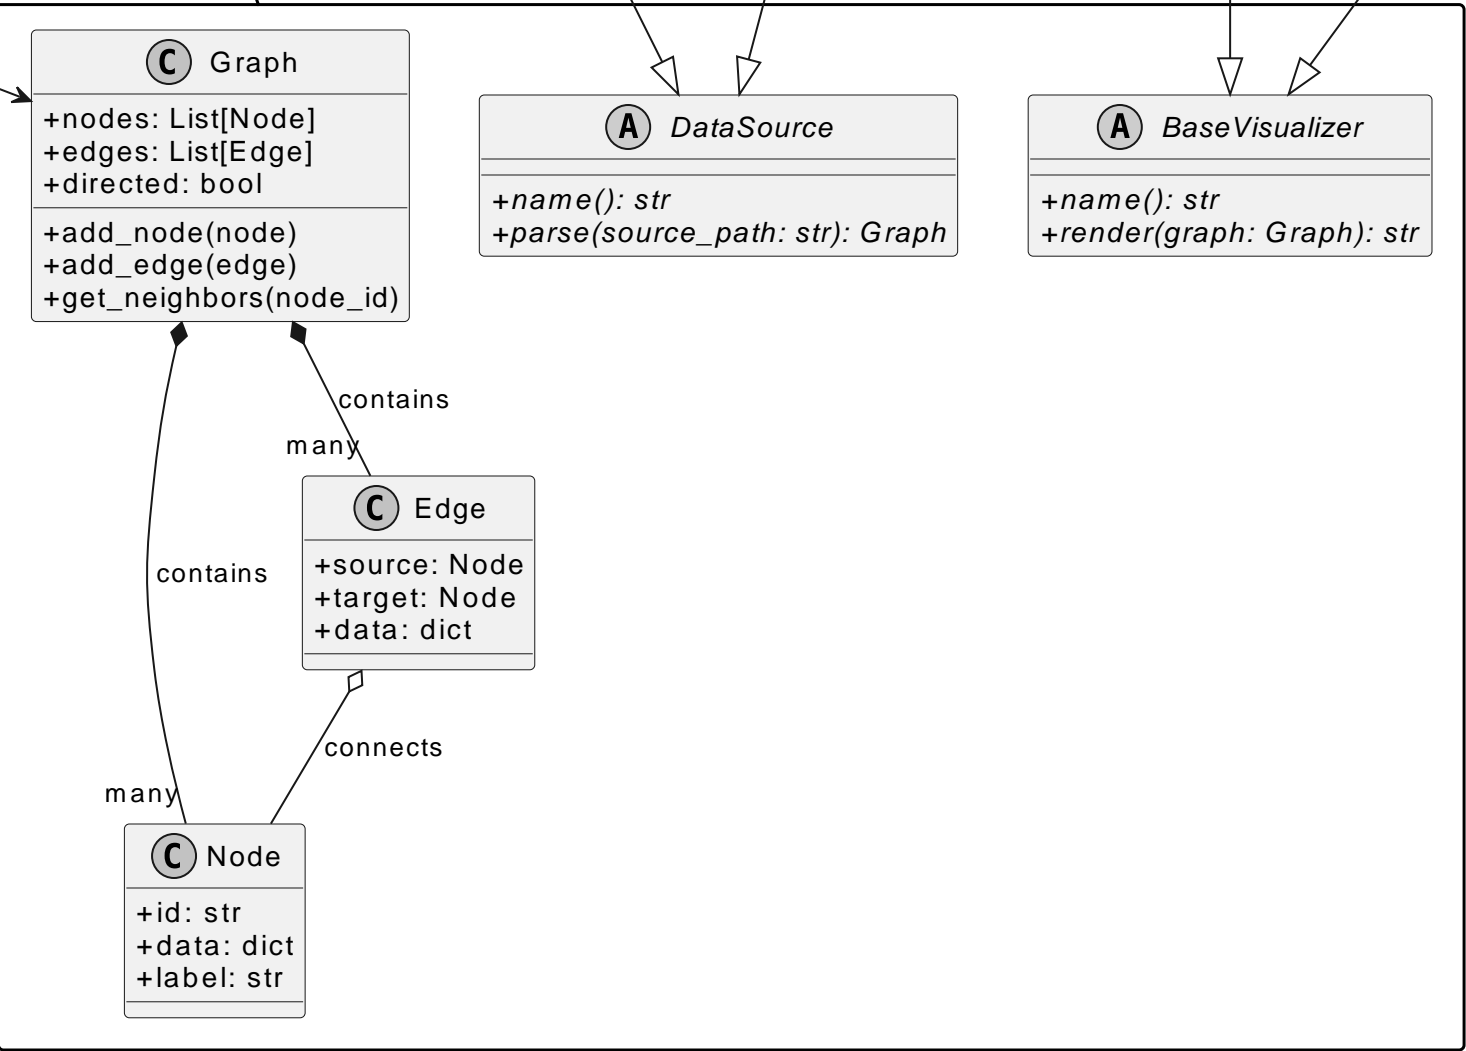 C Graph
+nodes: List[Node]
+edges: List[Edge]
+directed: bool
+add_node(node)
+add_edge(edge)
+get_neighbors(node_id)
A DataSource
+name(): str
+parse(source_path: str): Graph
A BaseVisualizer
+name(): str
+render(graph: Graph): str
contains
many
C Edge
+source: Node
+target: Node
+data: dict
contains
connects
many
C Node
+id: str
+data: dict
+label: str